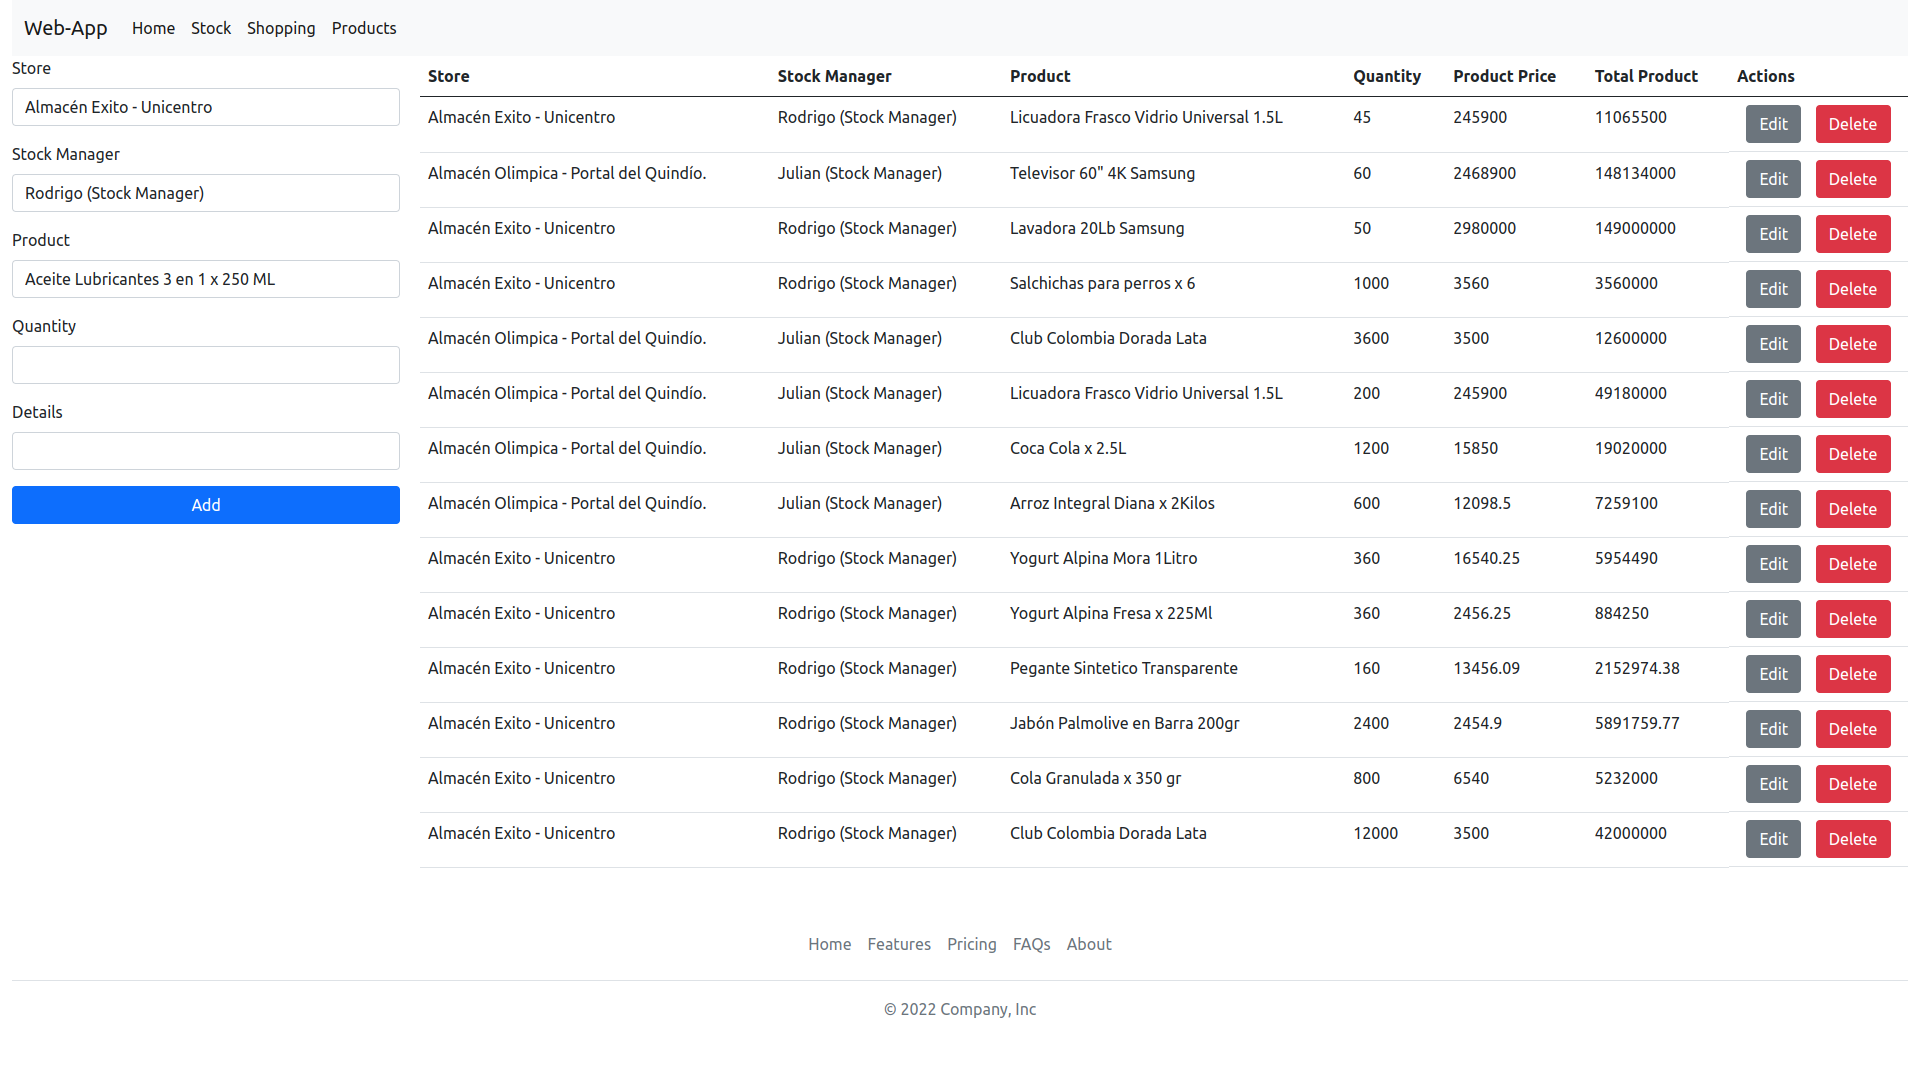 Web-App Home Stock Shopping Products
Store
Almacén Exito - Unicentro
Stock Manager
Rodrigo (Stock Manager)
Product
Aceite Lubricantes 3 en 1 x 250 ML
Quantity
Details
Add
Store Stock Manager Product Quantity Product Price Total Product Actions
Almacén Exito - Unicentro Rodrigo (Stock Manager) Licuadora Frasco Vidrio Universal 1.5L 45 245900 11065500 Edit Delete
Almacén Olimpica - Portal del Quindío. Julian (Stock Manager) Televisor 60" 4K Samsung 60 2468900 148134000 Edit Delete
Almacén Exito - Unicentro Rodrigo (Stock Manager) Lavadora 20Lb Samsung 50 2980000 149000000 Edit Delete
Almacén Exito - Unicentro Rodrigo (Stock Manager) Salchichas para perros x 6 1000 3560 3560000 Edit Delete
Almacén Olimpica - Portal del Quindío. Julian (Stock Manager) Club Colombia Dorada Lata 3600 3500 12600000 Edit Delete
Almacén Olimpica - Portal del Quindío. Julian (Stock Manager) Licuadora Frasco Vidrio Universal 1.5L 200 245900 49180000 Edit Delete
Almacén Olimpica - Portal del Quindío. Julian (Stock Manager) Coca Cola x 2.5L 1200 15850 19020000 Edit Delete
Almacén Olimpica - Portal del Quindío. Julian (Stock Manager) Arroz Integral Diana x 2Kilos 600 12098.5 7259100 Edit Delete
Almacén Exito - Unicentro Rodrigo (Stock Manager) Yogurt Alpina Mora 1Litro 360 16540.25 5954490 Edit Delete
Almacén Exito - Unicentro Rodrigo (Stock Manager) Yogurt Alpina Fresa x 225Ml 360 2456.25 884250 Edit Delete
Almacén Exito - Unicentro Rodrigo (Stock Manager) Pegante Sintetico Transparente 160 13456.09 2152974.38 Edit Delete
Almacén Exito - Unicentro Rodrigo (Stock Manager) Jabón Palmolive en Barra 200gr 2400 2454.9 5891759.77 Edit Delete
Almacén Exito - Unicentro Rodrigo (Stock Manager) Cola Granulada x 350 gr 800 6540 5232000 Edit Delete
Almacén Exito - Unicentro Rodrigo (Stock Manager) Club Colombia Dorada Lata 12000 3500 42000000 Edit Delete
Home Features Pricing FAQs About
© 2022 Company, Inc